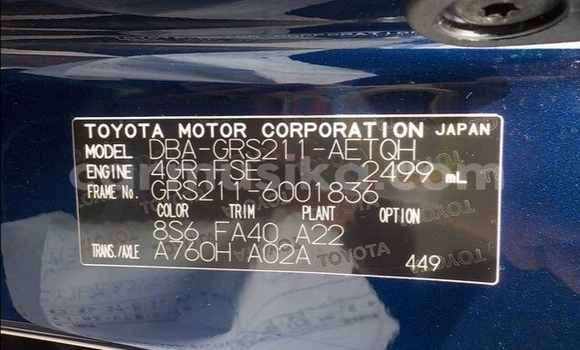 TOYOTA MOTOR CORPORATION JAPAN
MODEL DBA-GRS211-AETQH
ENGINE 4GR-FSE 2499 mL
FRAME No. GRS211-6001836
COLOR TRIM PLANT OPTION
8S6 FA40 A22
TRANS./AXLE A760H A02A
449
TOYOTA